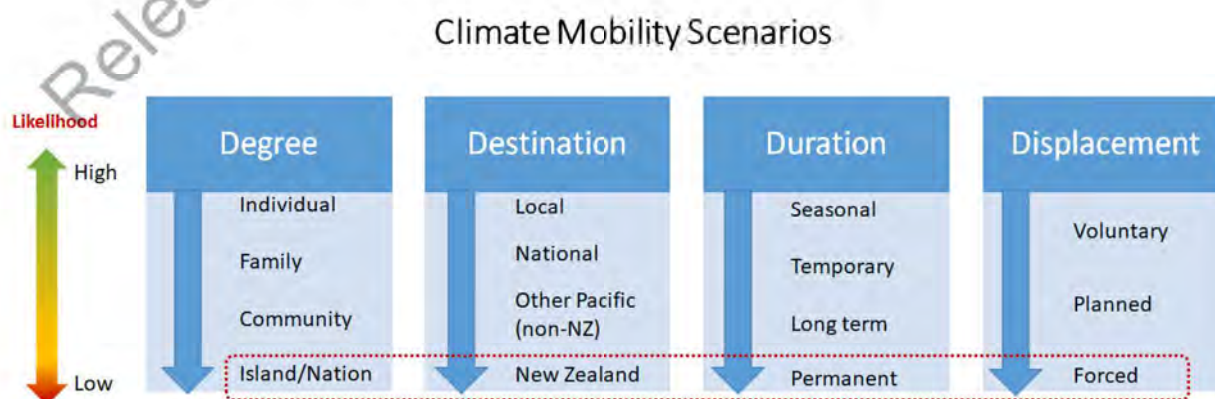 Climate Mobility Scenarios
Likelihood
High
Low
Degree
Individual
Family
Community
Island/Nation
Destination
Local
National
Other Pacific
(non-NZ)
New Zealand
Duration
Seasonal
Temporary
Long term
Permanent
Displacement
Voluntary
Planned
Forced